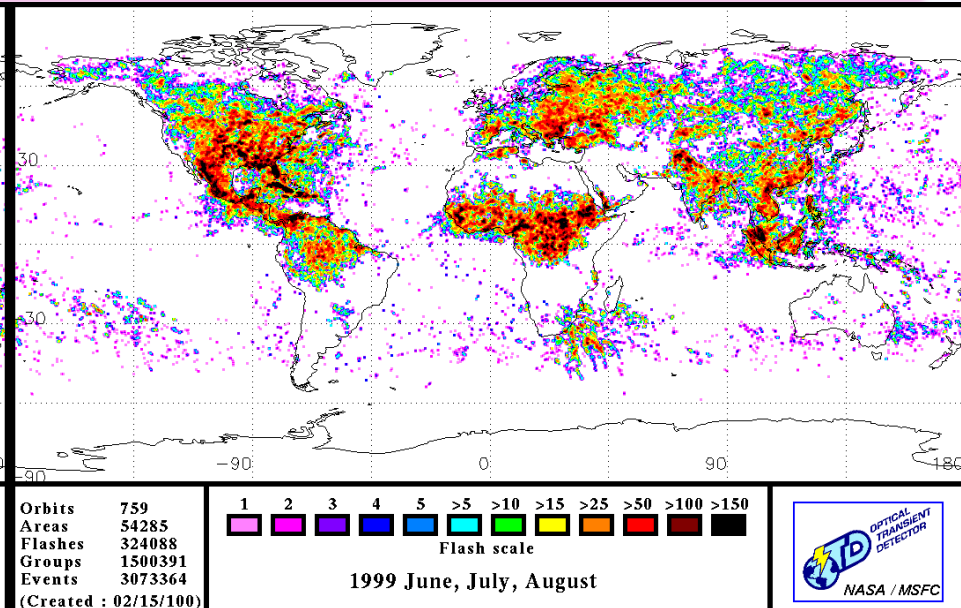 30
30
-90
-90
0
90
180
Orbits 759
Areas 54285
Flashes 324088
Groups 1500391
Events 3073364
(Created : 02/15/100)
1 2 3 4 5 >5 >10 >15 >25 >50 >100 >150
Flash scale
1999 June, July, August
OTD
OPTICAL
TRANSIENT
DETECTOR
NASA / MSFC